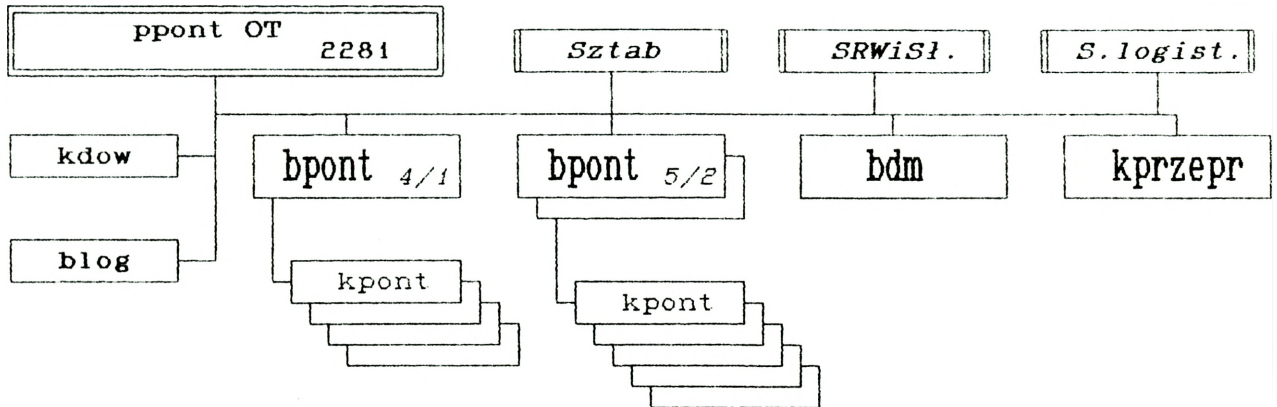 ppont OT
2281
Sztab
SRWiSł.
S.logist.
kdow
bpont 4/1
bpont 5/2
bdm
kprzepr
blog
kpont
kpont